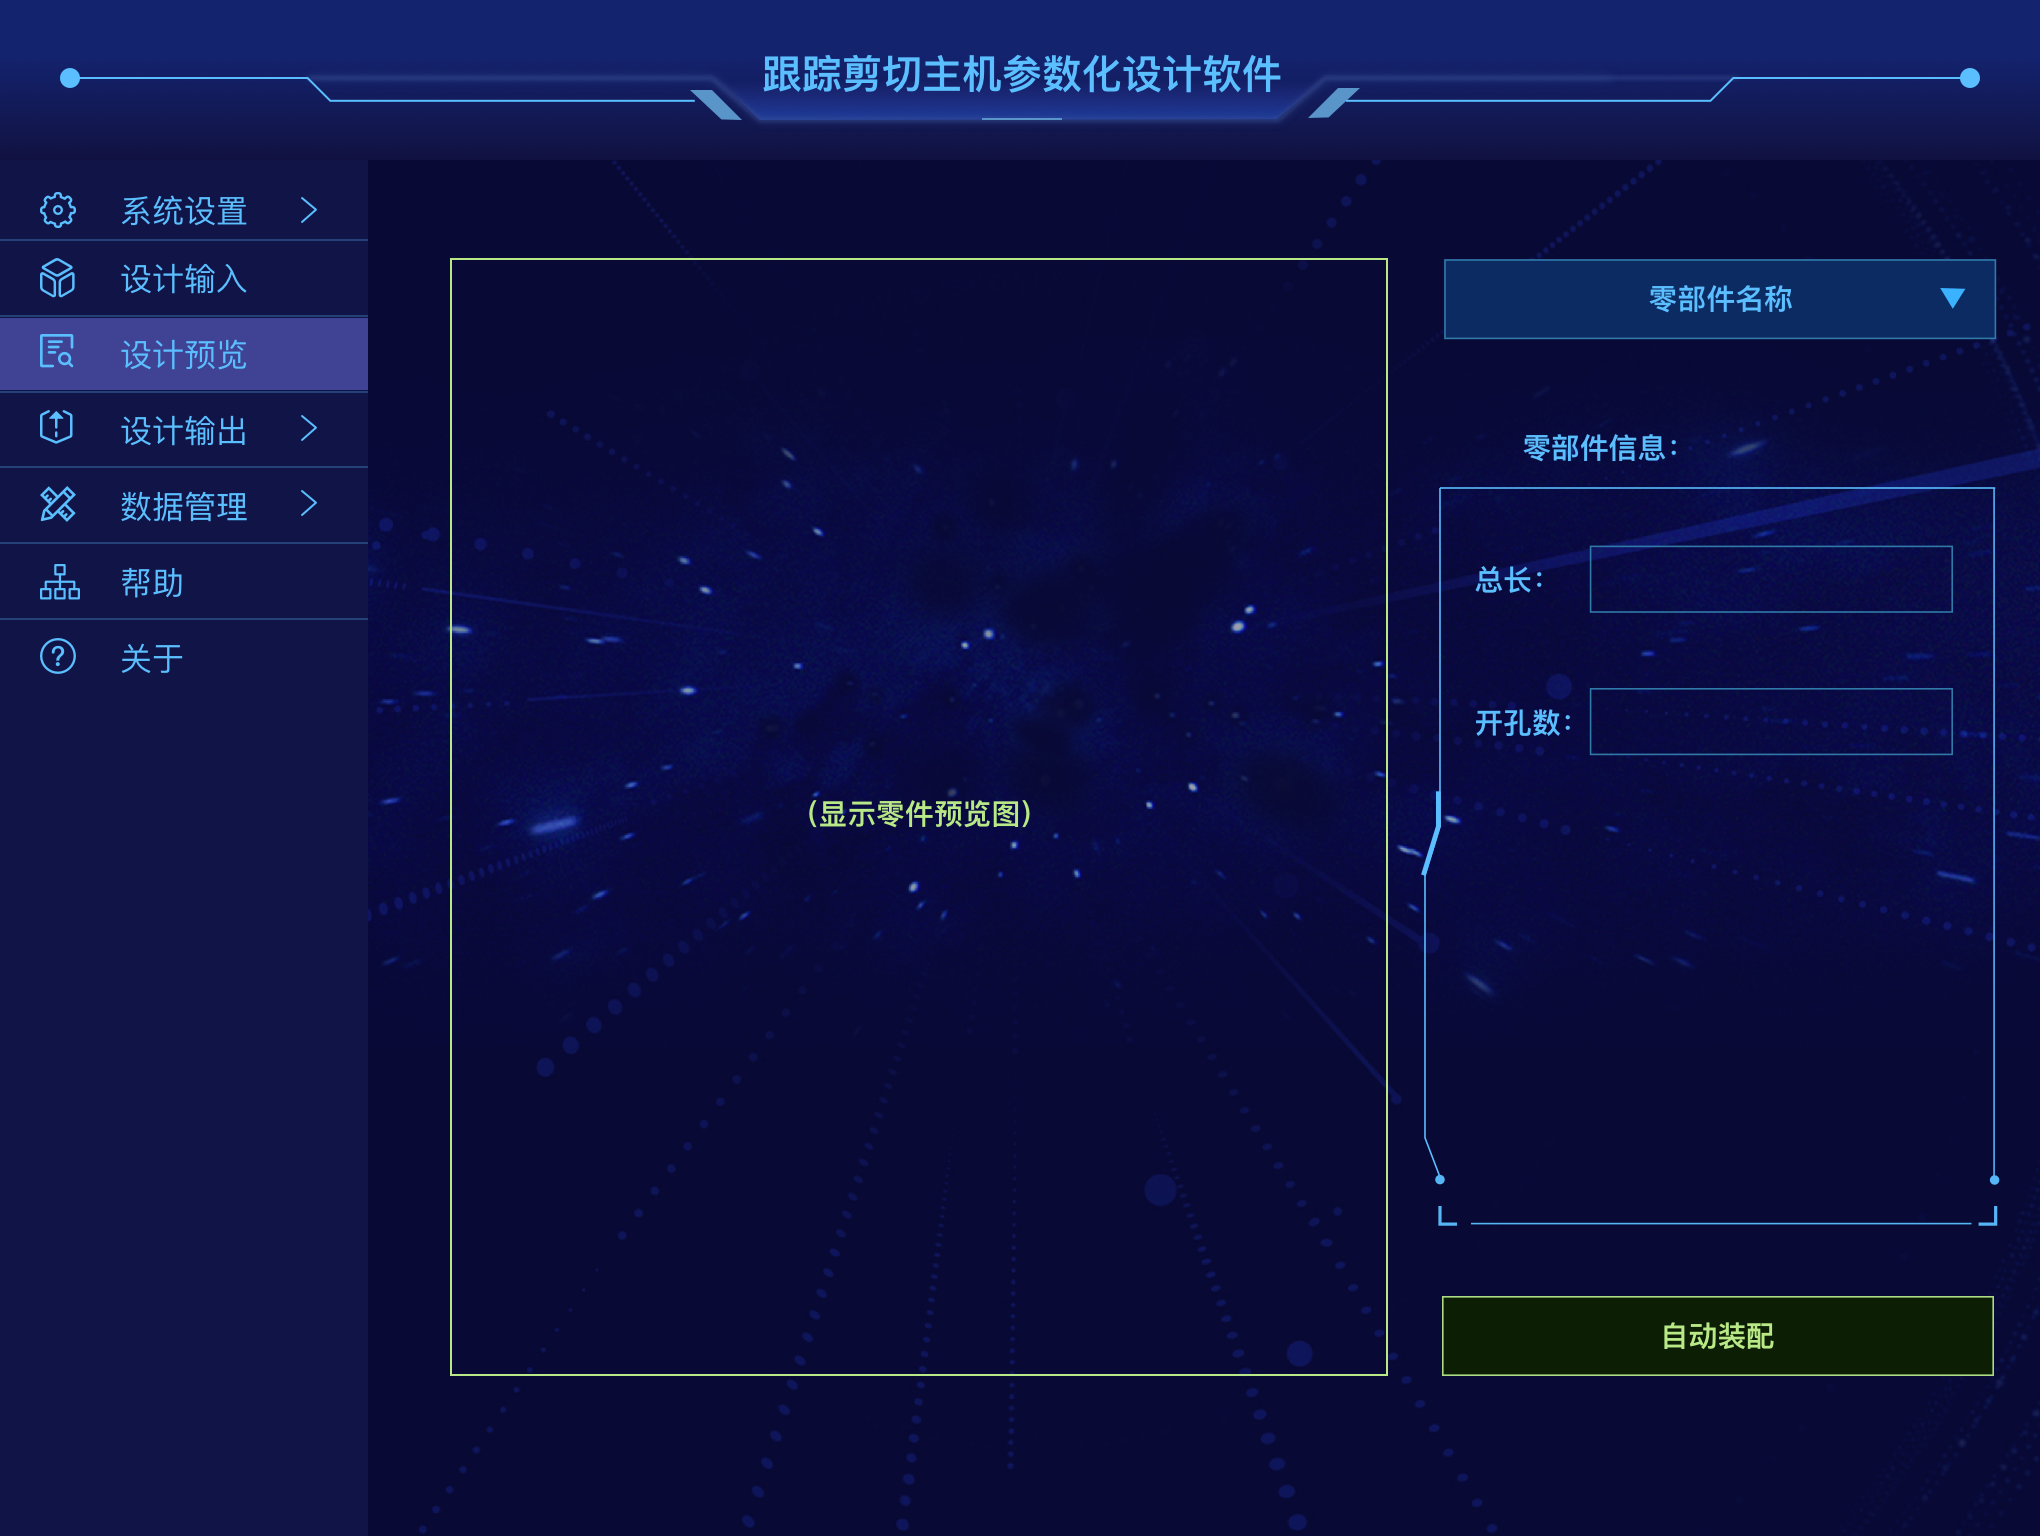 跟踪剪切主机参数化设计软件
系统设置
设计输入
设计预览
设计输出
数据管理
帮助
关于
(显示零件预览图)
零部件名称
零部件信息：
总长：
开孔数：
自动装配